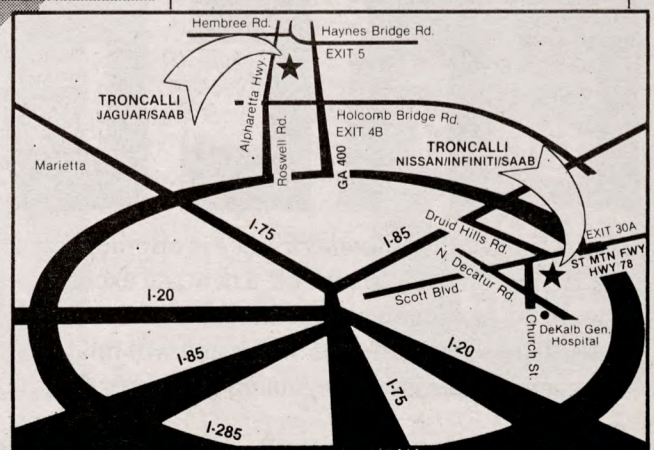 Hembree Rd.
Haynes Bridge Rd.
EXIT 5
TRONCALLI
JAGUAR/SAAB
Alpharetta Hwy.
Roswell Rd.
GA 400
Holcomb Bridge Rd.
EXIT 4B
TRONCALLI
NISSAN/INFINITI/SAAB
Marietta
I-75
I-85
Druid Hills Rd.
N. Decatur Rd.
Scott Blvd.
EXIT 30A
ST MTN FWY
HWY 78
Church St.
DeKalb Gen.
Hospital
I-20
I-85
I-20
I-75
I-285